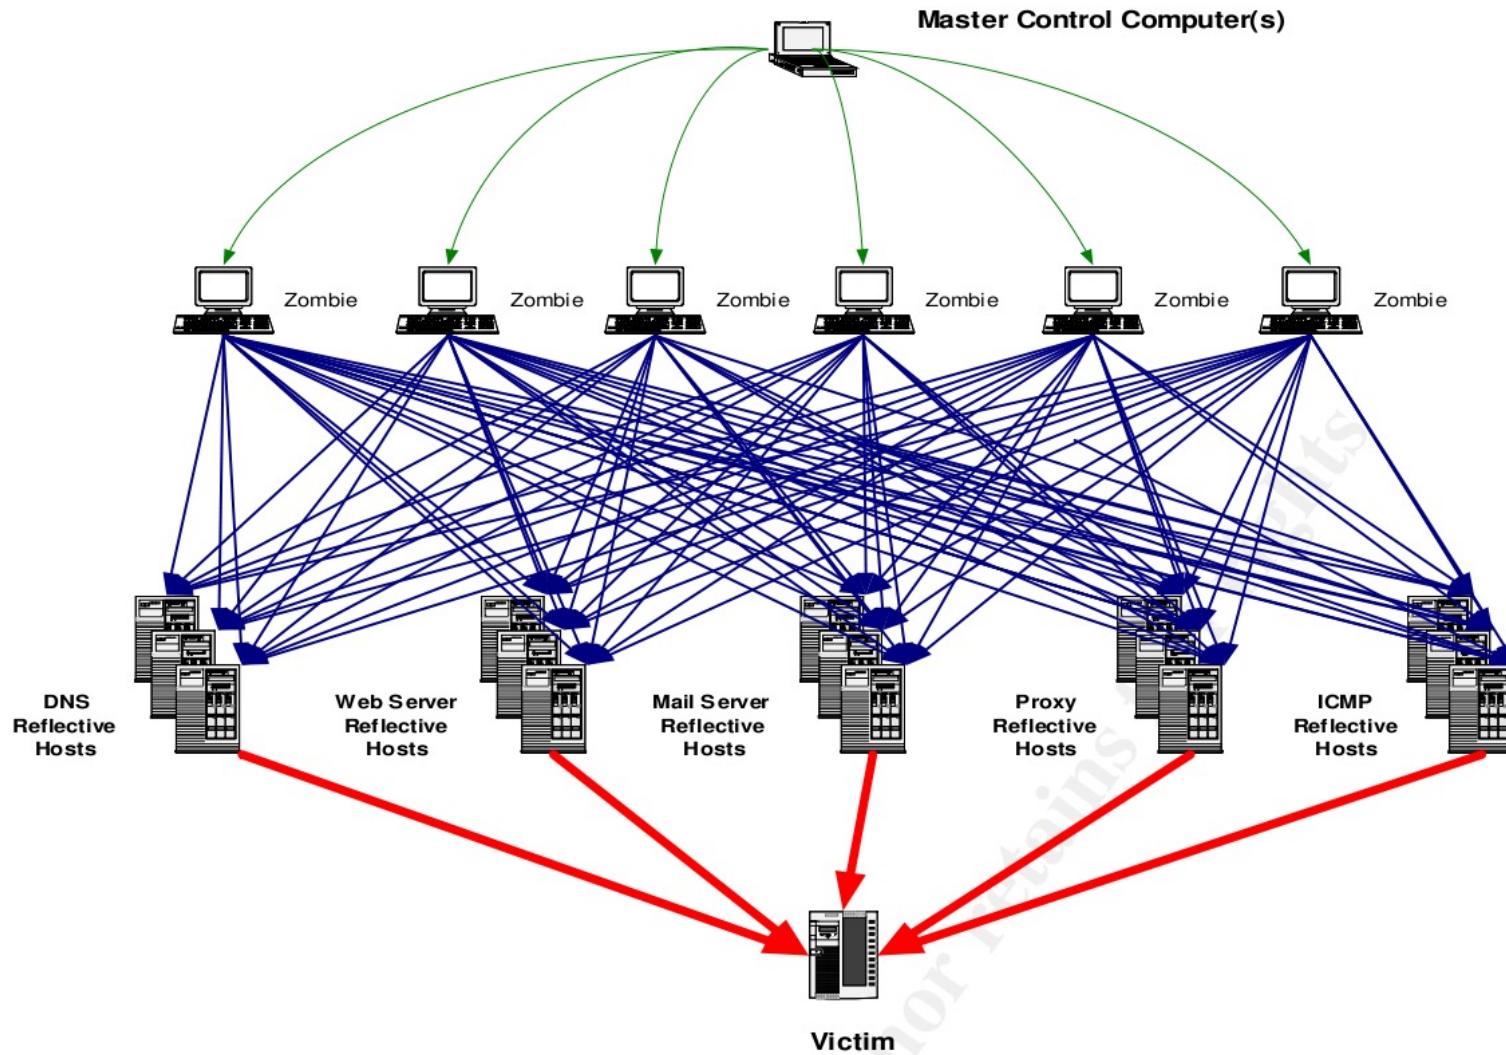 Master Control Computer(s)
Zombie
Zombie
Zombie
Zombie
Zombie
Zombie
DNS
Reflective
Hosts
Web Server
Reflective
Hosts
Mail Server
Reflective
Hosts
Proxy
Reflective
Hosts
ICMP
Reflective
Hosts
Victim
retains